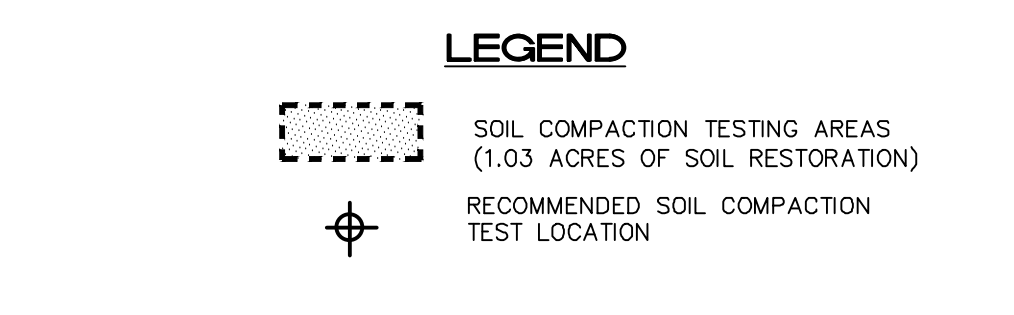 LEGEND
SOIL COMPACTION TESTING AREAS
(1.03 ACRES OF SOIL RESTORATION)
RECOMMENDED SOIL COMPACTION
TEST LOCATION